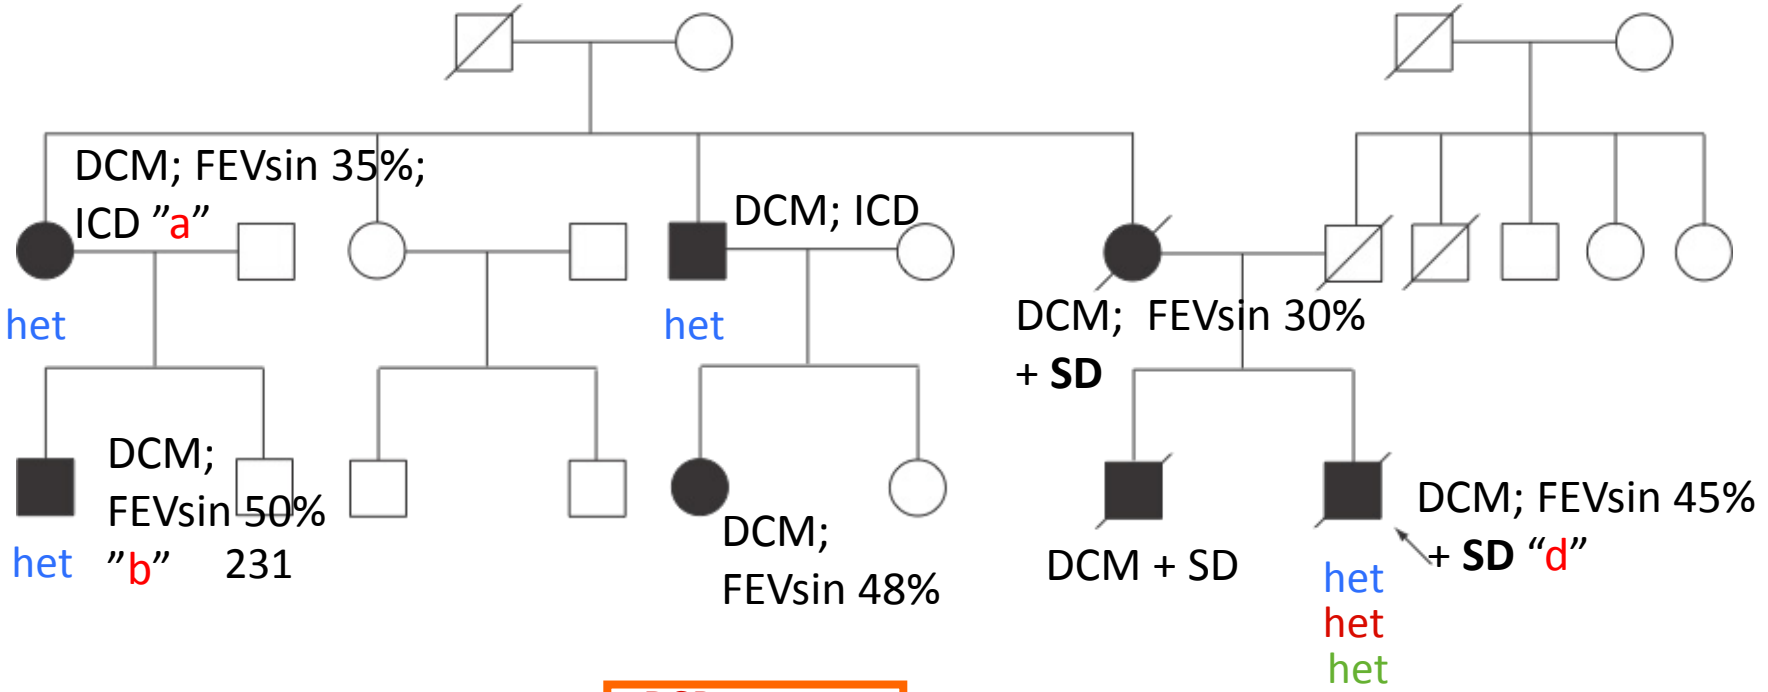 DCM; FEVsin 35%;
ICD ”a”
het
DCM; ICD
het
DCM; FEVsin 30%
+ SD
DCM;
FEVsin 50%
”b” 231
het
DCM;
FEVsin 48%
DCM + SD
DCM; FEVsin 45%
+ SD “d”
het
het
het